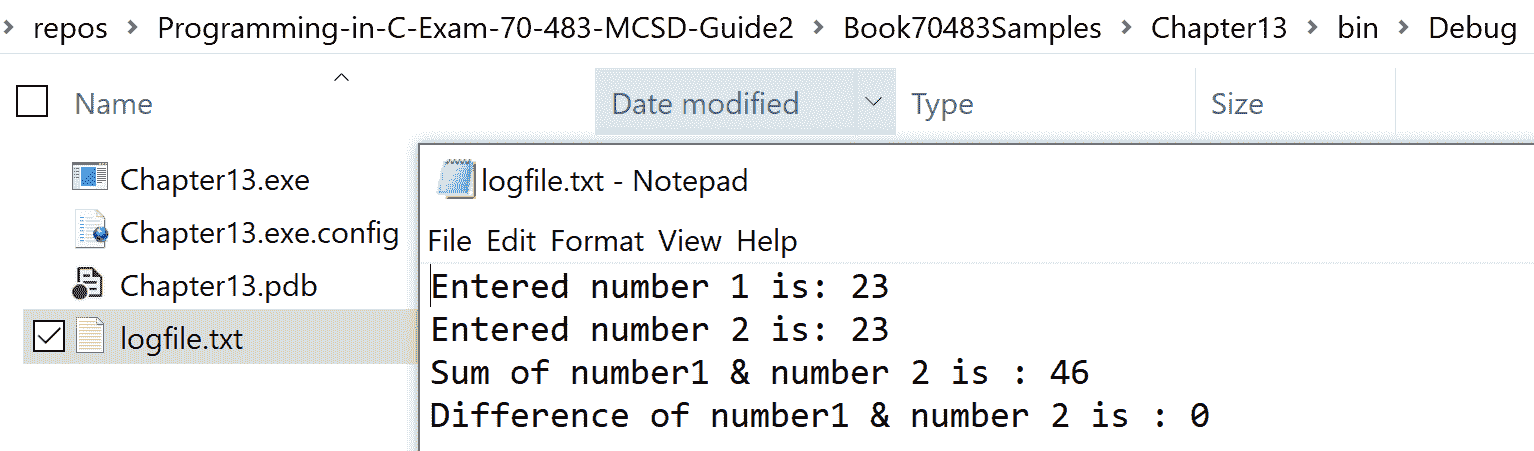 repos > Programming-in-C-Exam-70-483-MCSD-Guide2 > Book70483Samples > Chapter13 > bin > Debug
Name Date modified Type Size
Chapter13.exe
Chapter13.exe.config
Chapter13.pdb
logfile.txt
logfile.txt - Notepad
File Edit Format View Help
Entered number 1 is: 23
Entered number 2 is: 23
Sum of number1 & number 2 is : 46
Difference of number1 & number 2 is : 0